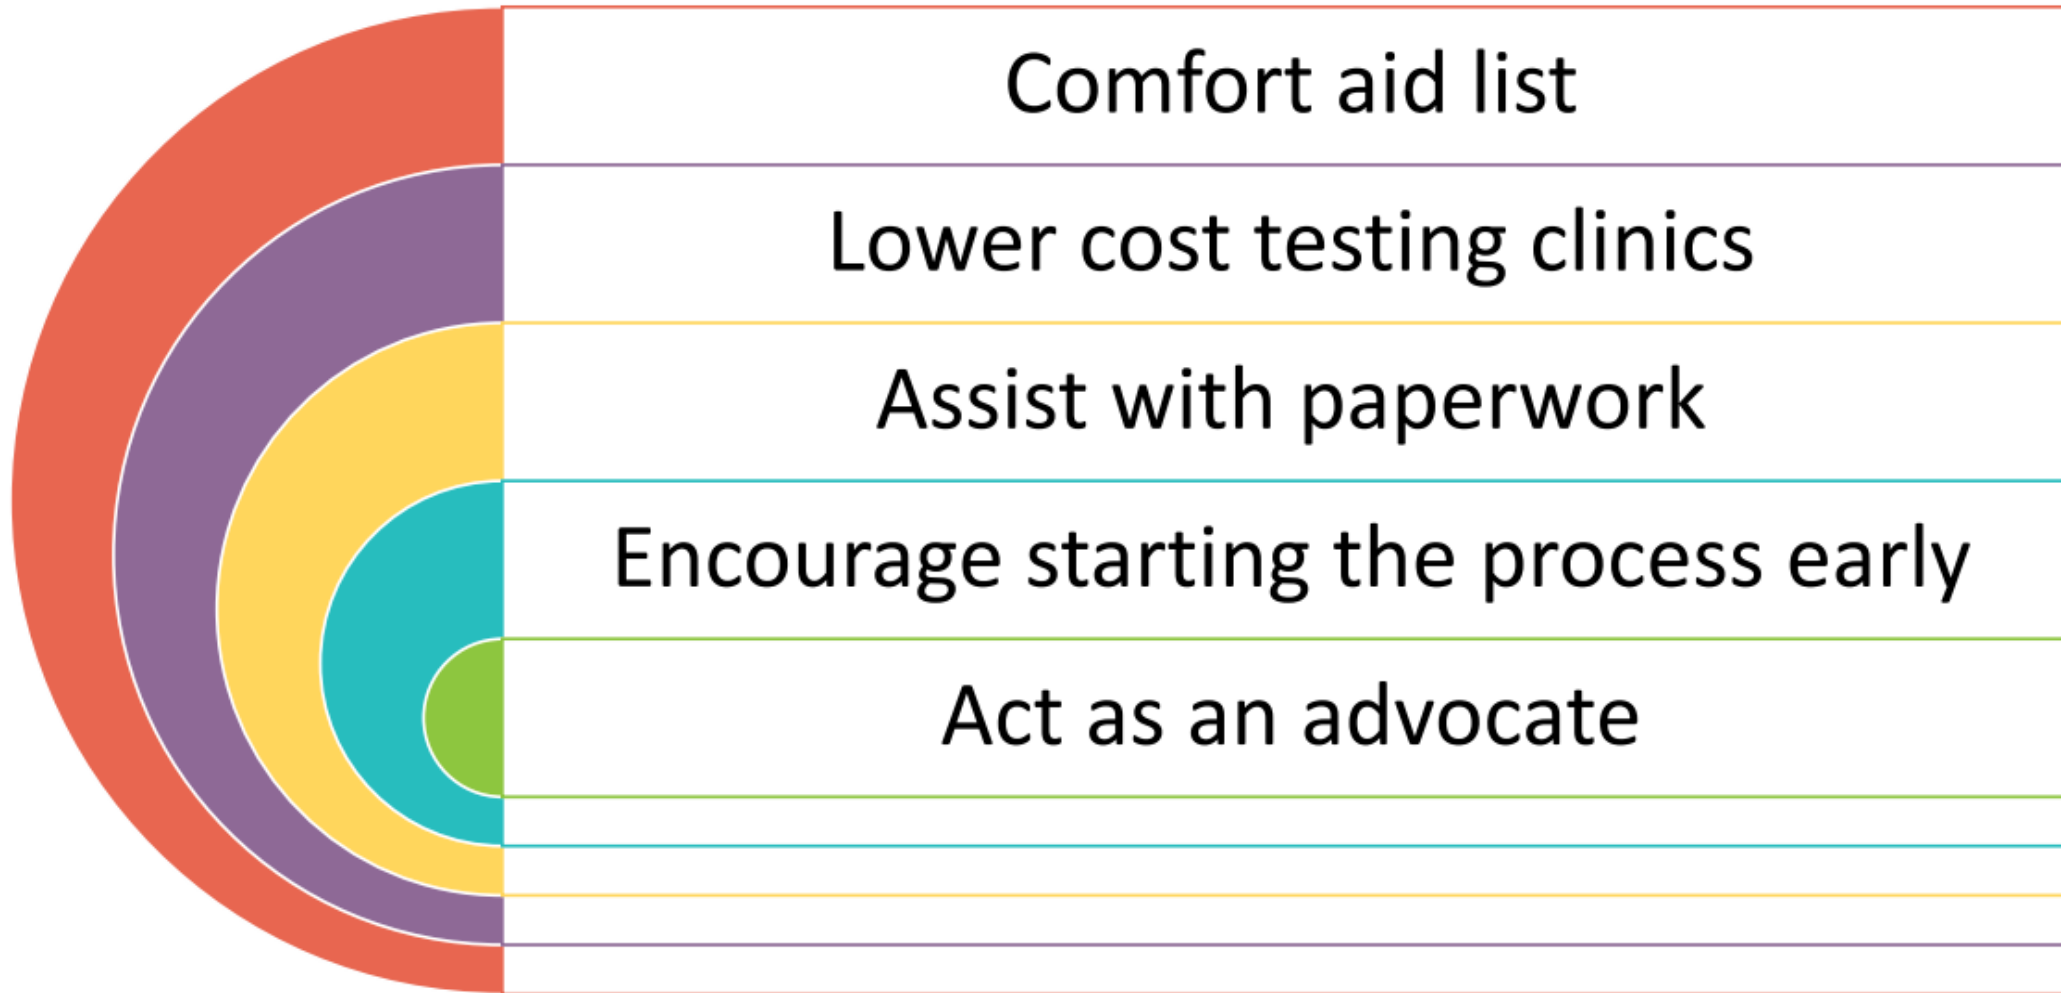 Comfort aid list
Lower cost testing clinics
Assist with paperwork
Encourage starting the process early
Act as an advocate